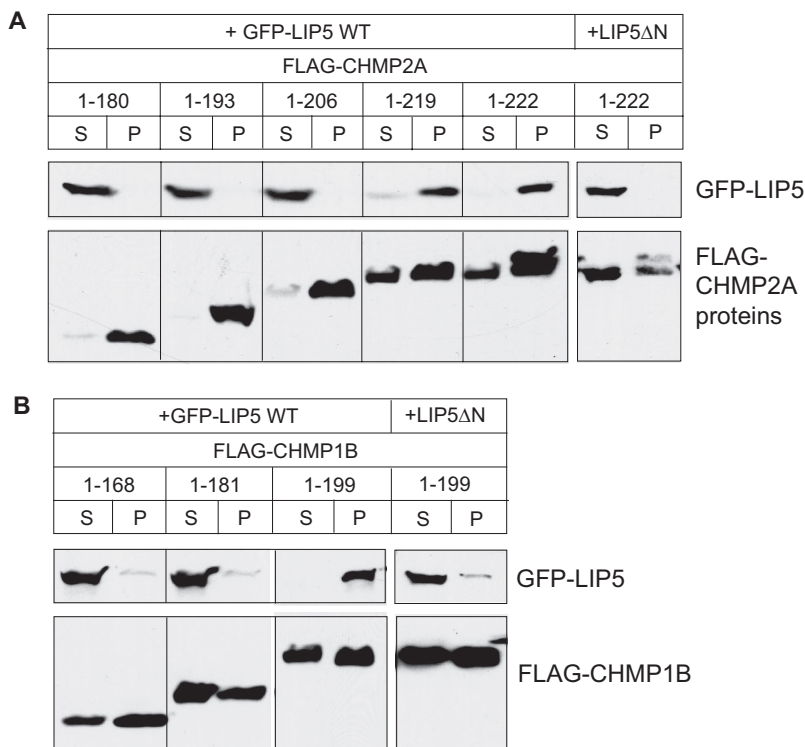 A
+ GFP-LIP5 WT +LIP5ΔN
FLAG-CHMP2A
1-180 1-193 1-206 1-219 1-222 1-222
S P S P S P S P S P S P
GFP-LIP5
FLAG-
CHMP2A
proteins
B
+GFP-LIP5 WT +LIP5ΔN
FLAG-CHMP1B
1-168 1-181 1-199 1-199
S P S P S P S P
GFP-LIP5
FLAG-CHMP1B